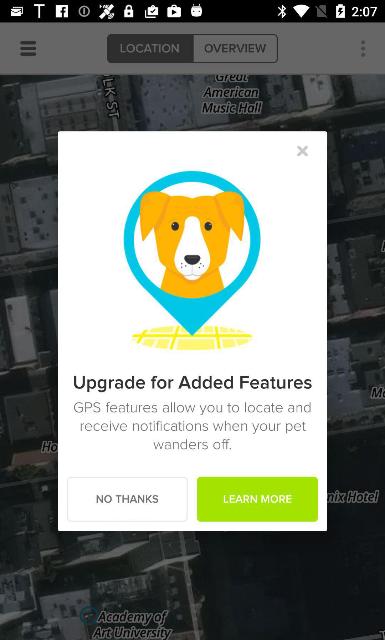 2:07
LOCATION OVERVIEW
LK ST
Great
American
Music Hall
Upgrade for Added Features
GPS features allow you to locate and
receive notifications when your pet
wanders off.
Ho
NO THANKS LEARN MORE
nix Hotel
Academy of
Art University